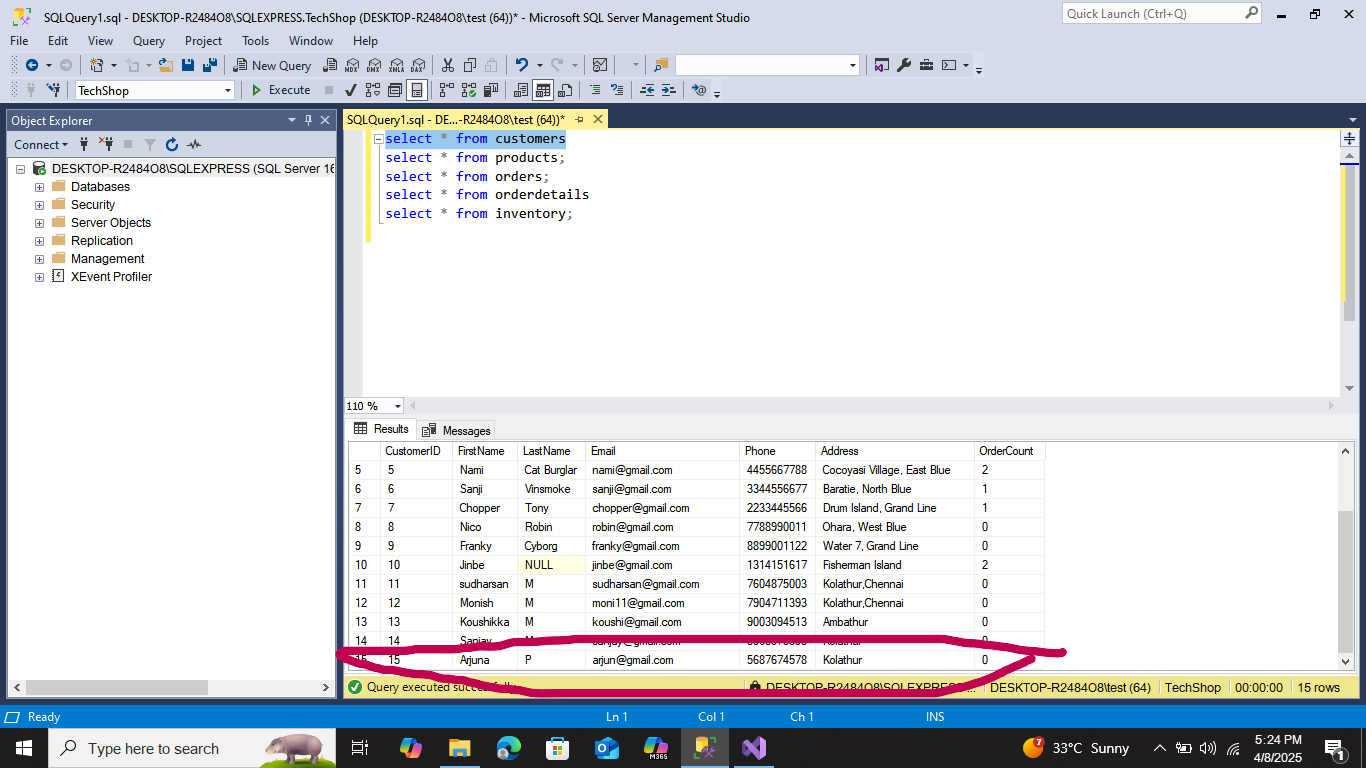 SQLQuery1.sql - DESKTOP-R2484O8\SQLEXPRESS.TechShop (DESKTOP-R2484O8\test (64))* - Microsoft SQL Server Management Studio
Quick Launch (Ctrl+Q)
File Edit View Query Project Tools Window Help
New Query MDX DMX XMLA DAX
TechShop Execute
Object Explorer
SQLQuery1.sql - DE...-R2484O8\test (64))*
Connect
DESKTOP-R2484O8\SQLEXPRESS (SQL Server 16
Databases
Security
Server Objects
Replication
Management
XEvent Profiler
select * from customers
select * from products;
select * from orders;
select * from orderdetails
select * from inventory;
110 %
Results Messages
CustomerID FirstName LastName Email Phone Address OrderCount
5 5 Nami Cat Burglar nami@gmail.com 4455667788 Cocoyasi Village, East Blue 2
6 6 Sanji Vinsmoke sanji@gmail.com 3344556677 Baratie, North Blue 1
7 7 Chopper Tony chopper@gmail.com 2233445566 Drum Island, Grand Line 1
8 8 Nico Robin robin@gmail.com 7788990011 Ohara, West Blue 0
9 9 Franky Cyborg franky@gmail.com 8899001122 Water 7, Grand Line 0
10 10 Jinbe NULL jinbe@gmail.com 1314151617 Fisherman Island 2
11 11 sudharsan M sudharsan@gmail.com 7604875003 Kolathur,Chennai 0
12 12 Monish M moni11@gmail.com 7904711393 Kolathur,Chennai 0
13 13 Koushikka M koushi@gmail.com 9003094513 Ambathur 0
14 14 Sanjay sanjay@gmail.com Kolathur 0
15 15 Arjuna P arjun@gmail.com 5687674578 Kolathur 0
Query executed successfully. DESKTOP-R2484O8\SQLEXPRESS ... DESKTOP-R2484O8\test (64) TechShop 00:00:00 15 rows
Ready Ln 1 Col 1 Ch 1 INS
Type here to search M365 7 33°C Sunny 5:24 PM
4/8/2025 1